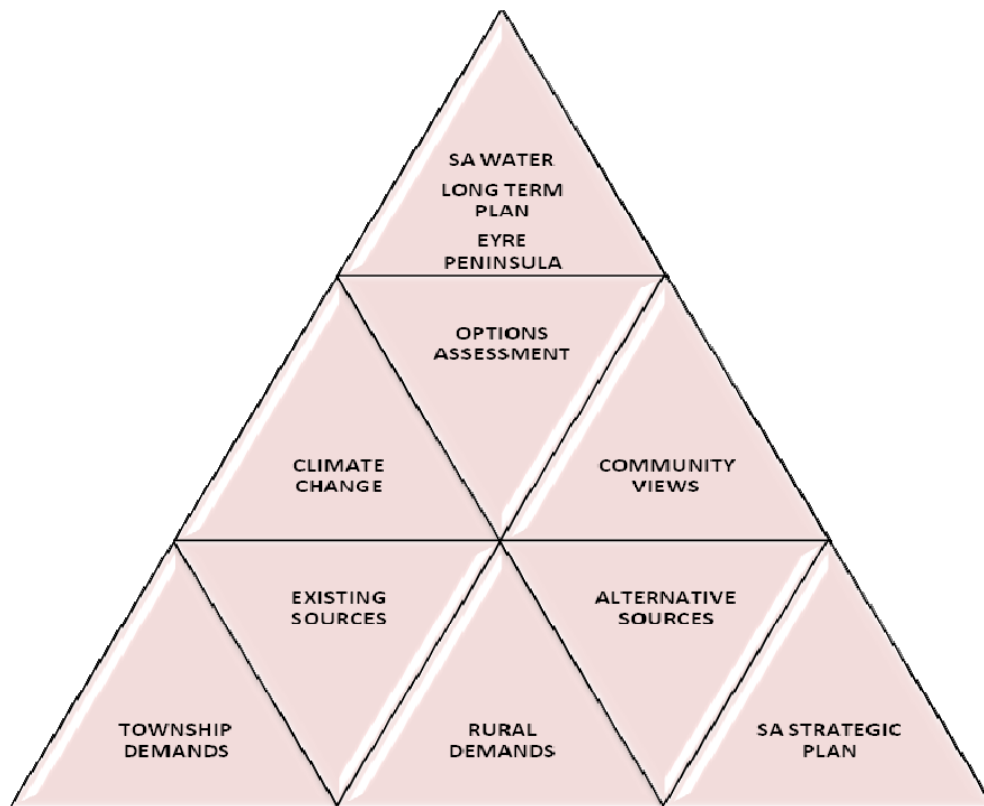 SA WATER
LONG TERM
PLAN
EYRE
PENINSULA
OPTIONS
ASSESSMENT
CLIMATE
CHANGE
COMMUNITY
VIEWS
EXISTING
SOURCES
ALTERNATIVE
SOURCES
TOWNSHIP
DEMANDS
RURAL
DEMANDS
SA STRATEGIC
PLAN